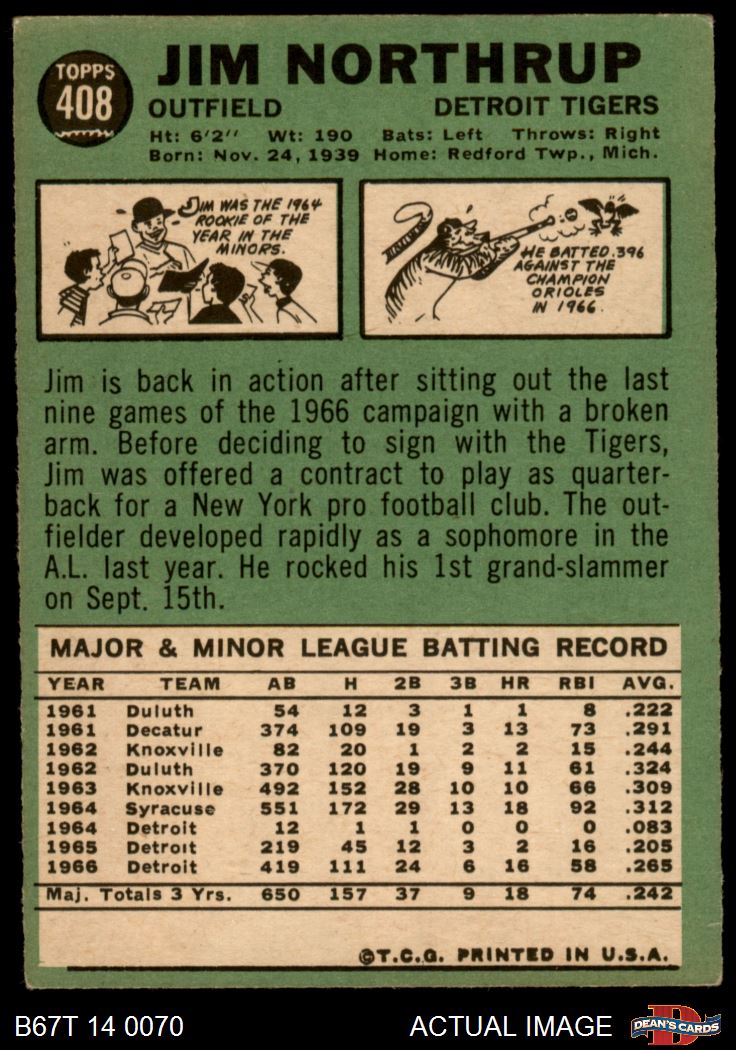 TOPPS
408
JIM NORTHRUP
OUTFIELD DETROIT TIGERS
Ht: 6'2" Wt: 190 Bats: Left Throws: Right
Born: Nov. 24, 1939 Home: Redford Twp., Mich.
JIM WAS THE 1964
ROOKIE OF THE
YEAR IN THE
MINORS.
HE BATTED .396
AGAINST THE
CHAMPION
ORIOLES
IN 1966.
Jim is back in action after sitting out the last
nine games of the 1966 campaign with a broken
arm. Before deciding to sign with the Tigers,
Jim was offered a contract to play as quarter-
back for a New York pro football club. The out-
fielder developed rapidly as a sophomore in the
A.L. last year. He rocked his 1st grand-slammer
on Sept. 15th.
MAJOR & MINOR LEAGUE BATTING RECORD
YEAR TEAM AB H 2B 3B HR RBI AVG.
1961 Duluth 54 12 3 1 1 8 .222
1961 Decatur 374 109 19 3 13 73 .291
1962 Knoxville 82 20 1 2 2 15 .244
1962 Duluth 370 120 19 9 11 61 .324
1963 Knoxville 492 152 28 10 10 66 .309
1964 Syracuse 551 172 29 13 18 92 .312
1964 Detroit 12 1 1 0 0 0 .083
1965 Detroit 219 45 12 3 2 16 .205
1966 Detroit 419 111 24 6 16 58 .265
Maj. Totals 3 Yrs. 650 157 37 9 18 74 .242
©T.C.G. PRINTED IN U.S.A.
B67T 14 0070 ACTUAL IMAGE
D
DEAN'S CARDS